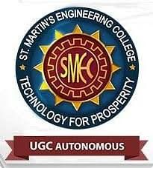 ST. MARTIN'S ENGINEERING COLLEGE
SMEC
TECHNOLOGY FOR PROSPERITY
UGC AUTONOMOUS